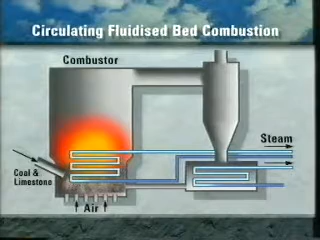 Circulating Fluidised Bed Combustion
Combustor
Steam
Coal &
Limestone
Air